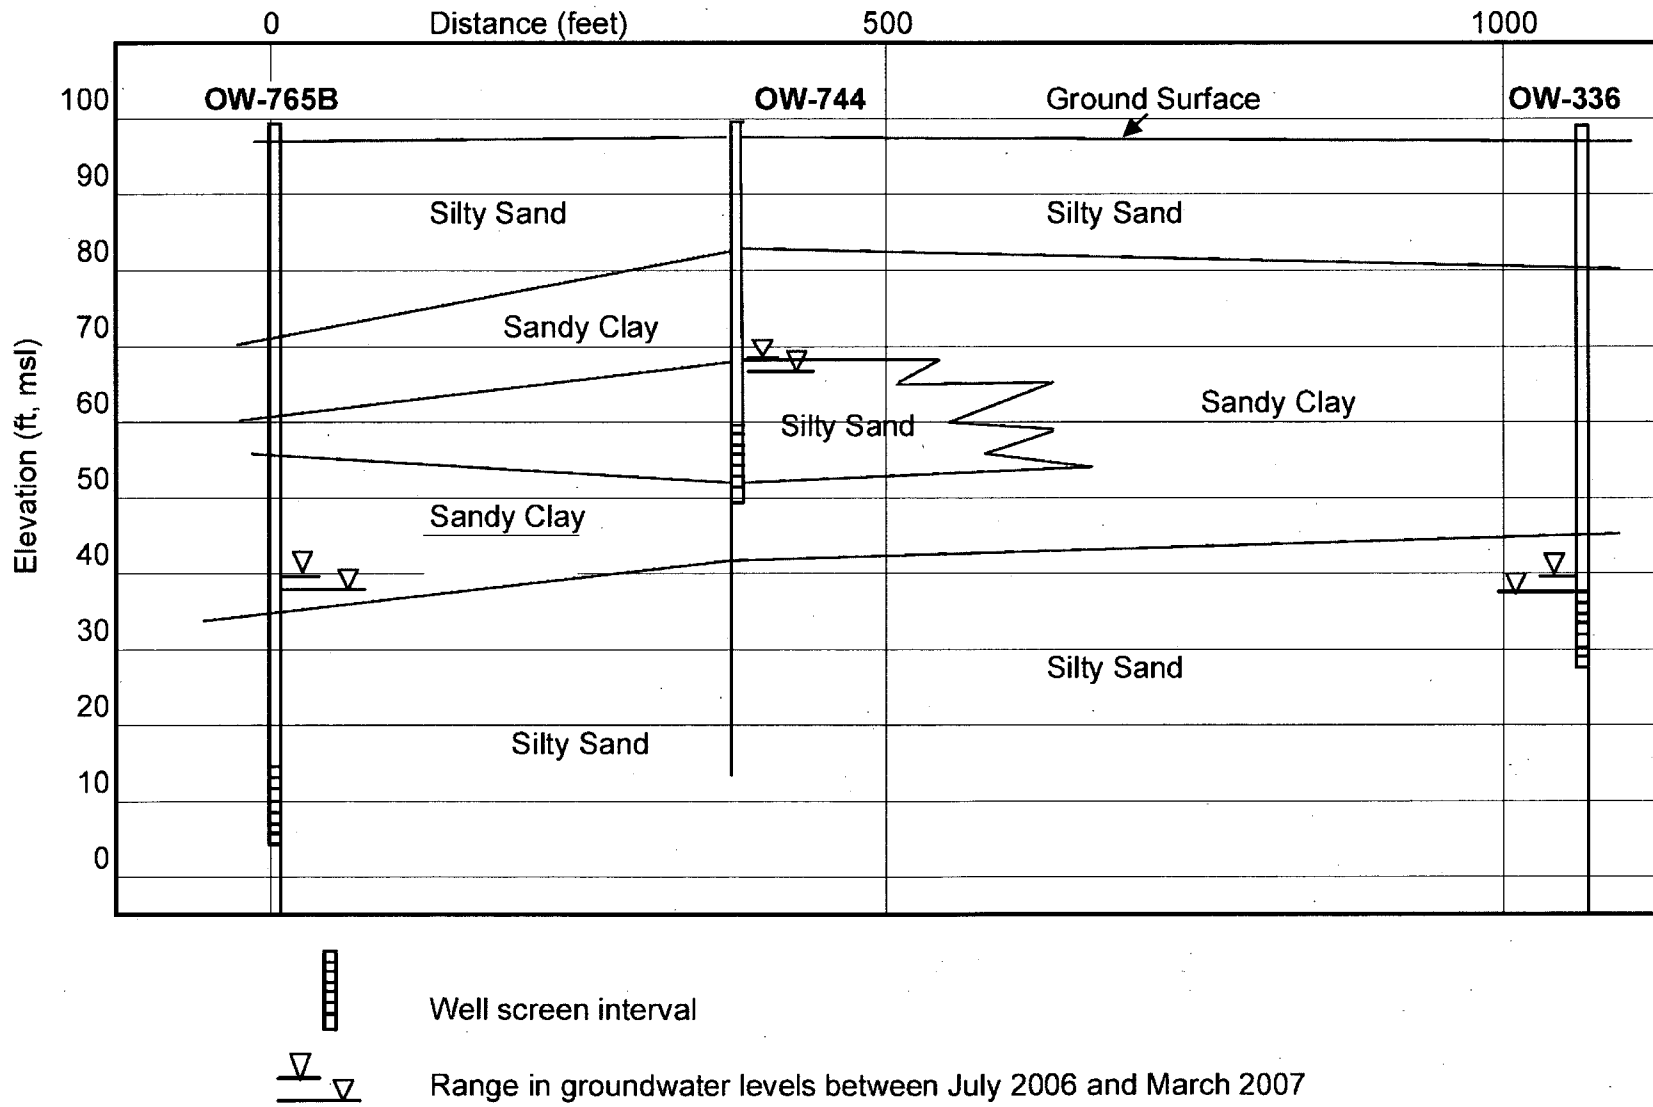 0 Distance (feet) 500 1000
100 OW-765B OW-744 Ground Surface OW-336
90
Silty Sand Silty Sand
80
70 Sandy Clay
Elevation (ft, msl)
60 Silty Sand Sandy Clay
50 Sandy Clay
40
30
Silty Sand
20
Silty Sand
10
0
Well screen interval
Range in groundwater levels between July 2006 and March 2007